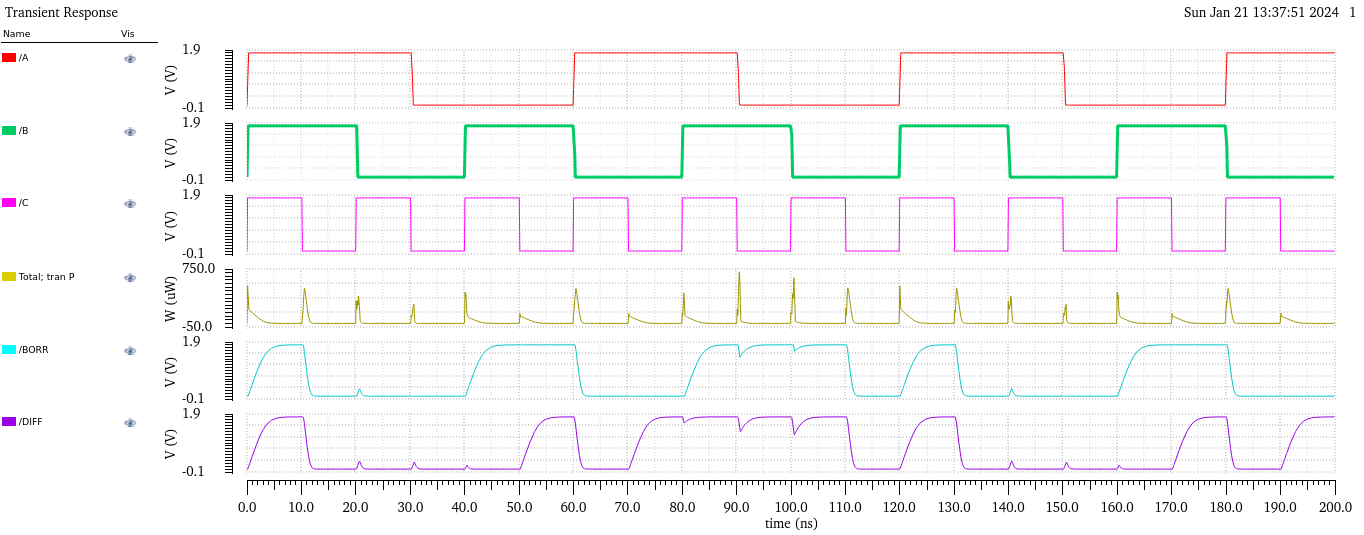 Transient Response
Sun Jan 21 13:37:51 2024 1
Name Vis
/A
1.9
V (V)
-0.1
/B
1.9
V (V)
-0.1
/C
1.9
V (V)
-0.1
Total; tran P
750.0
W (uW)
-50.0
/BORR
1.9
V (V)
-0.1
/DIFF
1.9
V (V)
-0.1
0.0 10.0 20.0 30.0 40.0 50.0 60.0 70.0 80.0 90.0 100.0 110.0 120.0 130.0 140.0 150.0 160.0 170.0 180.0 190.0 200.0
time (ns)